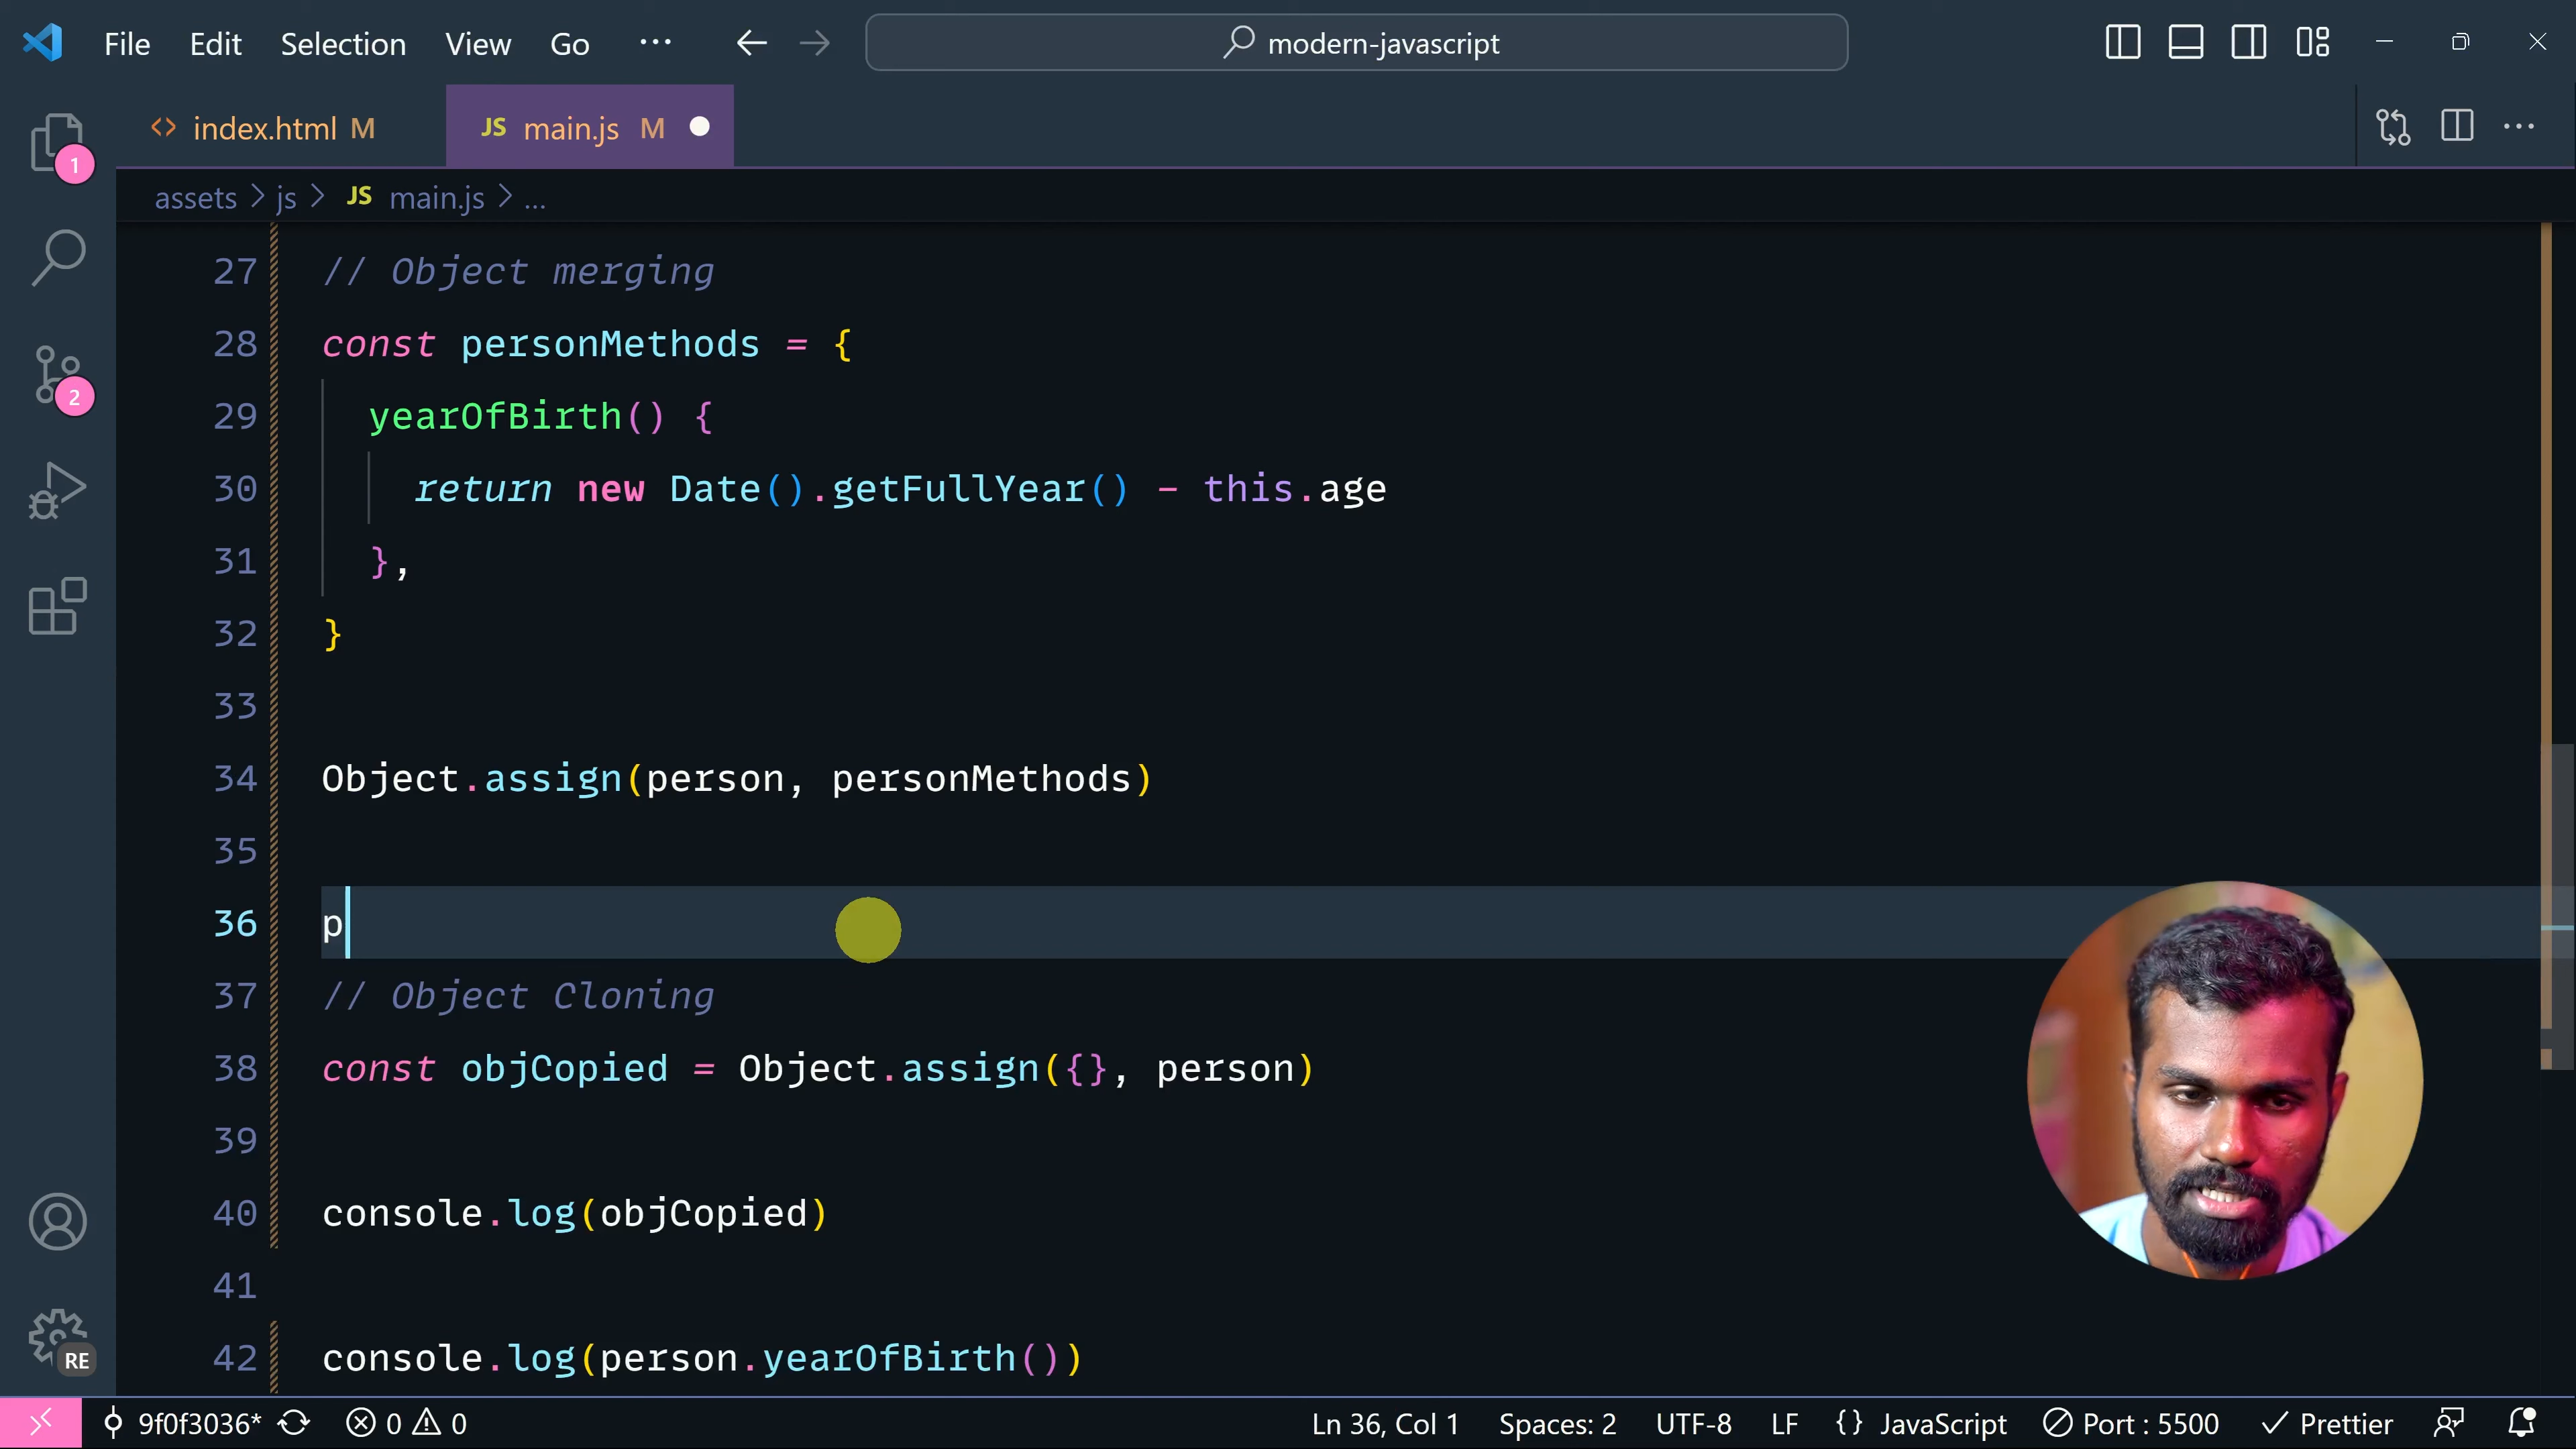 File Edit Selection View Go ··· modern-javascript
index.html M JS main.js M
assets > js > JS main.js > ...
1
2
27 // Object merging
28 const personMethods = {
29 yearOfBirth() {
30 return new Date().getFullYear() - this.age
31 },
32 }
33
34 Object.assign(person, personMethods)
35
36 p
37 // Object Cloning
38 const objCopied = Object.assign({}, person)
39
40 console.log(objCopied)
41
42 console.log(person.yearOfBirth())
RE
9f0f3036* 0 0 Ln 36, Col 1 Spaces: 2 UTF-8 LF {} JavaScript Port : 5500 Prettier